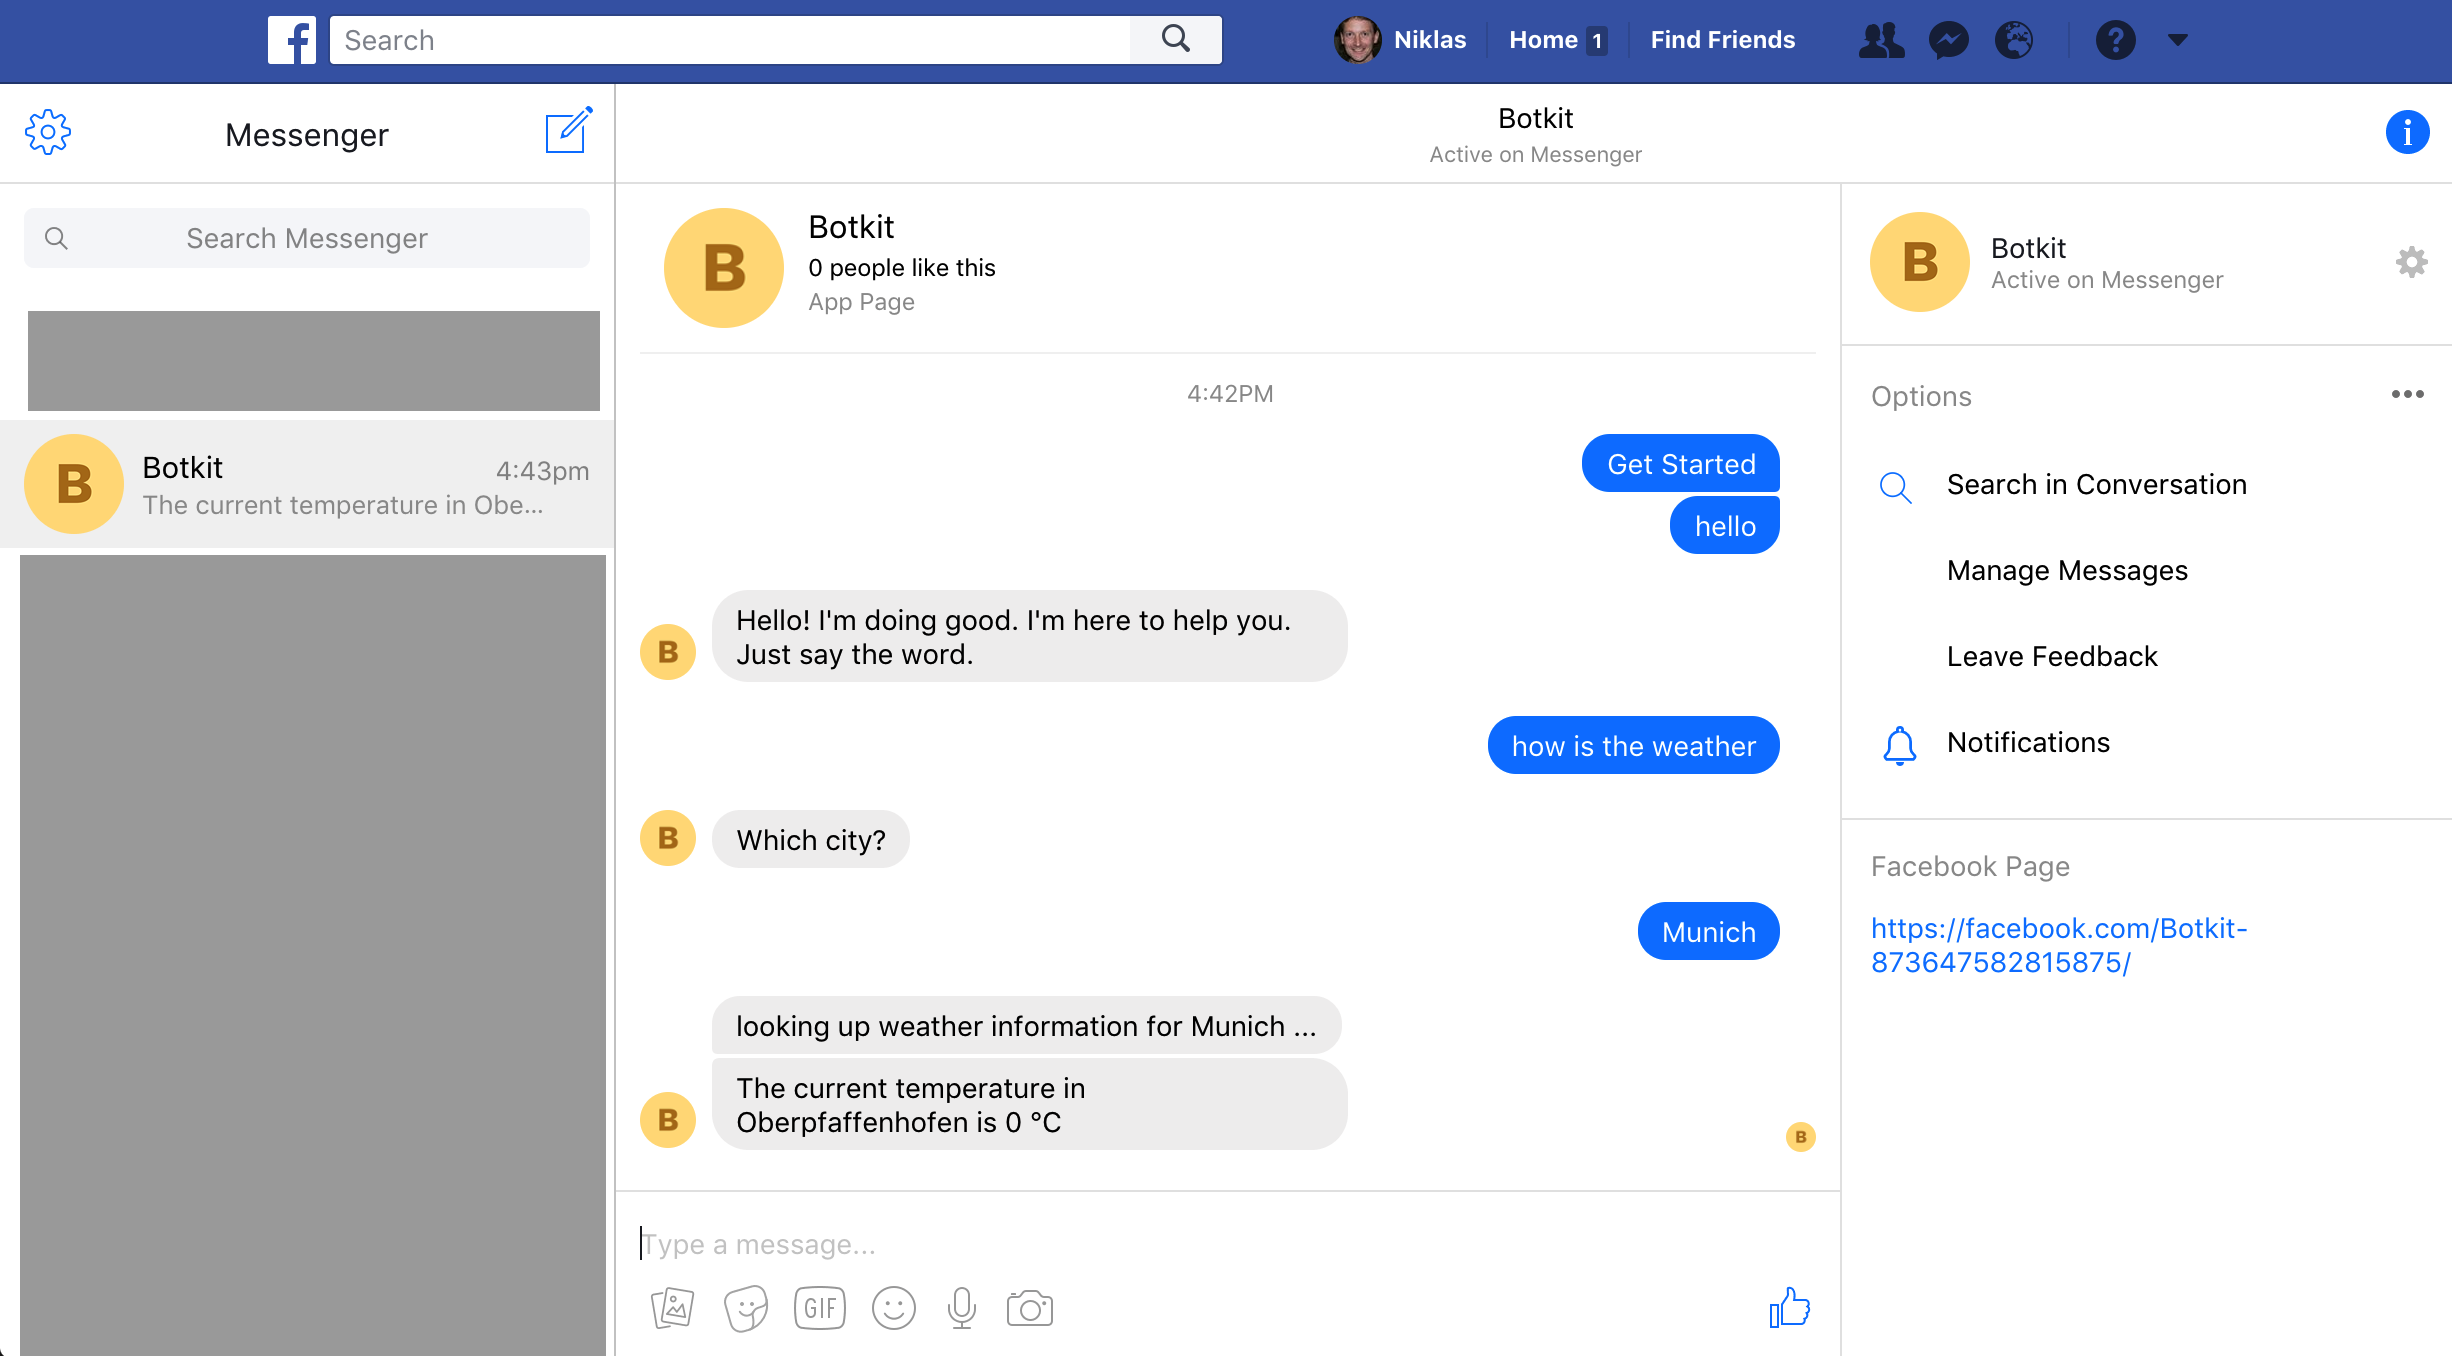 Search
Niklas
Home 1
Find Friends
?
Messenger
Botkit
Active on Messenger
i
Search Messenger
B
Botkit
4:43pm
The current temperature in Obe...
B
Botkit
0 people like this
App Page
4:42PM
Get Started
hello
B
Hello! I'm doing good. I'm here to help you.
Just say the word.
how is the weather
B
Which city?
Munich
looking up weather information for Munich ...
B
The current temperature in
Oberpfaffenhofen is 0 °C
B
Type a message...
GIF
B
Botkit
Active on Messenger
Options
Search in Conversation
Manage Messages
Leave Feedback
Notifications
Facebook Page
https://facebook.com/Botkit-
873647582815875/